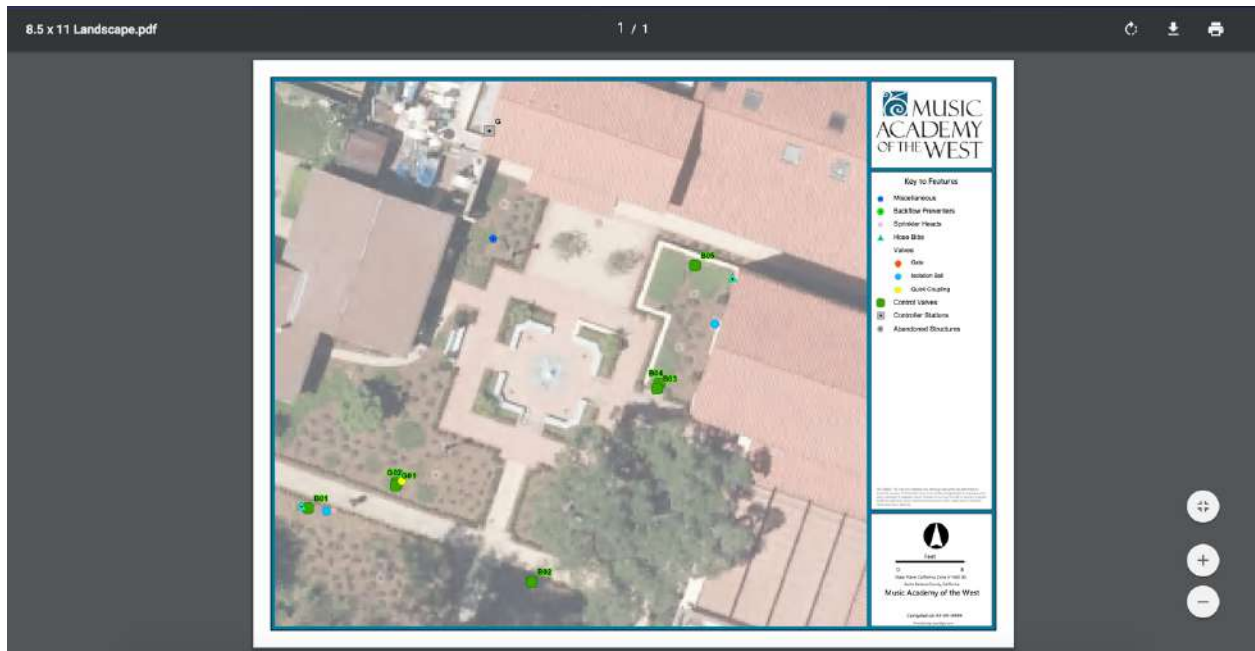 8.5 x 11 Landscape.pdf
1 / 1
MUSIC
ACADEMY
OF THE WEST
Key to Features
Miscellaneous
Backflow Preventers
Sprinkler Heads
Hose Bibs
Valves
Gate
Isolation Ball
Quick-Coupling
Control Valves
Controller Stations
Abandoned Structures
G
B05
B04
B03
G02
G01
B01
B02
Feet
0
Music Academy of the West